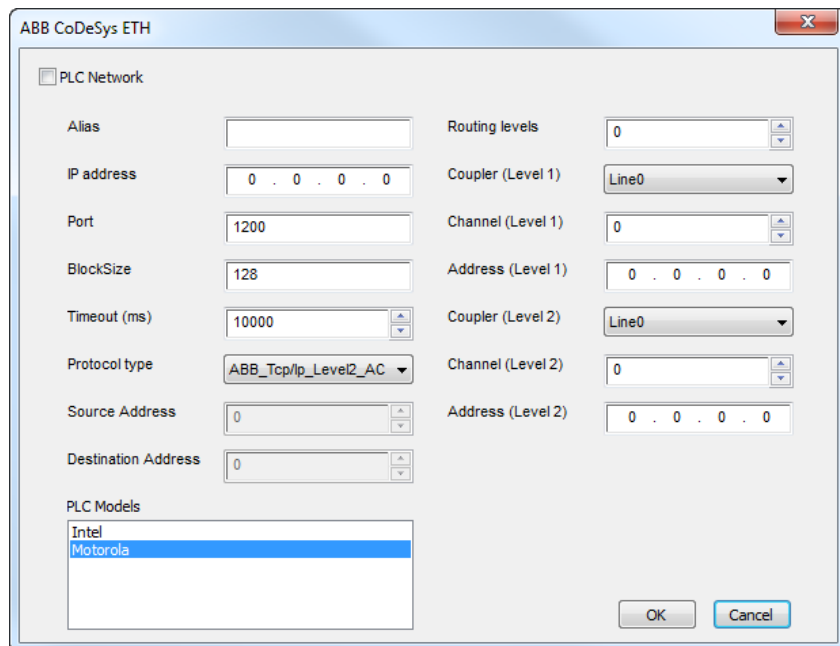 ABB CoDeSys ETH
PLC Network
Alias
IP address 0 . 0 . 0 . 0
Port 1200
BlockSize 128
Timeout (ms) 10000
Protocol type ABB_Tcp/Ip_Level2_AC
Source Address 0
Destination Address 0
PLC Models
Intel
Motorola
Routing levels 0
Coupler (Level 1) Line0
Channel (Level 1) 0
Address (Level 1) 0 . 0 . 0 . 0
Coupler (Level 2) Line0
Channel (Level 2) 0
Address (Level 2) 0 . 0 . 0 . 0
OK Cancel